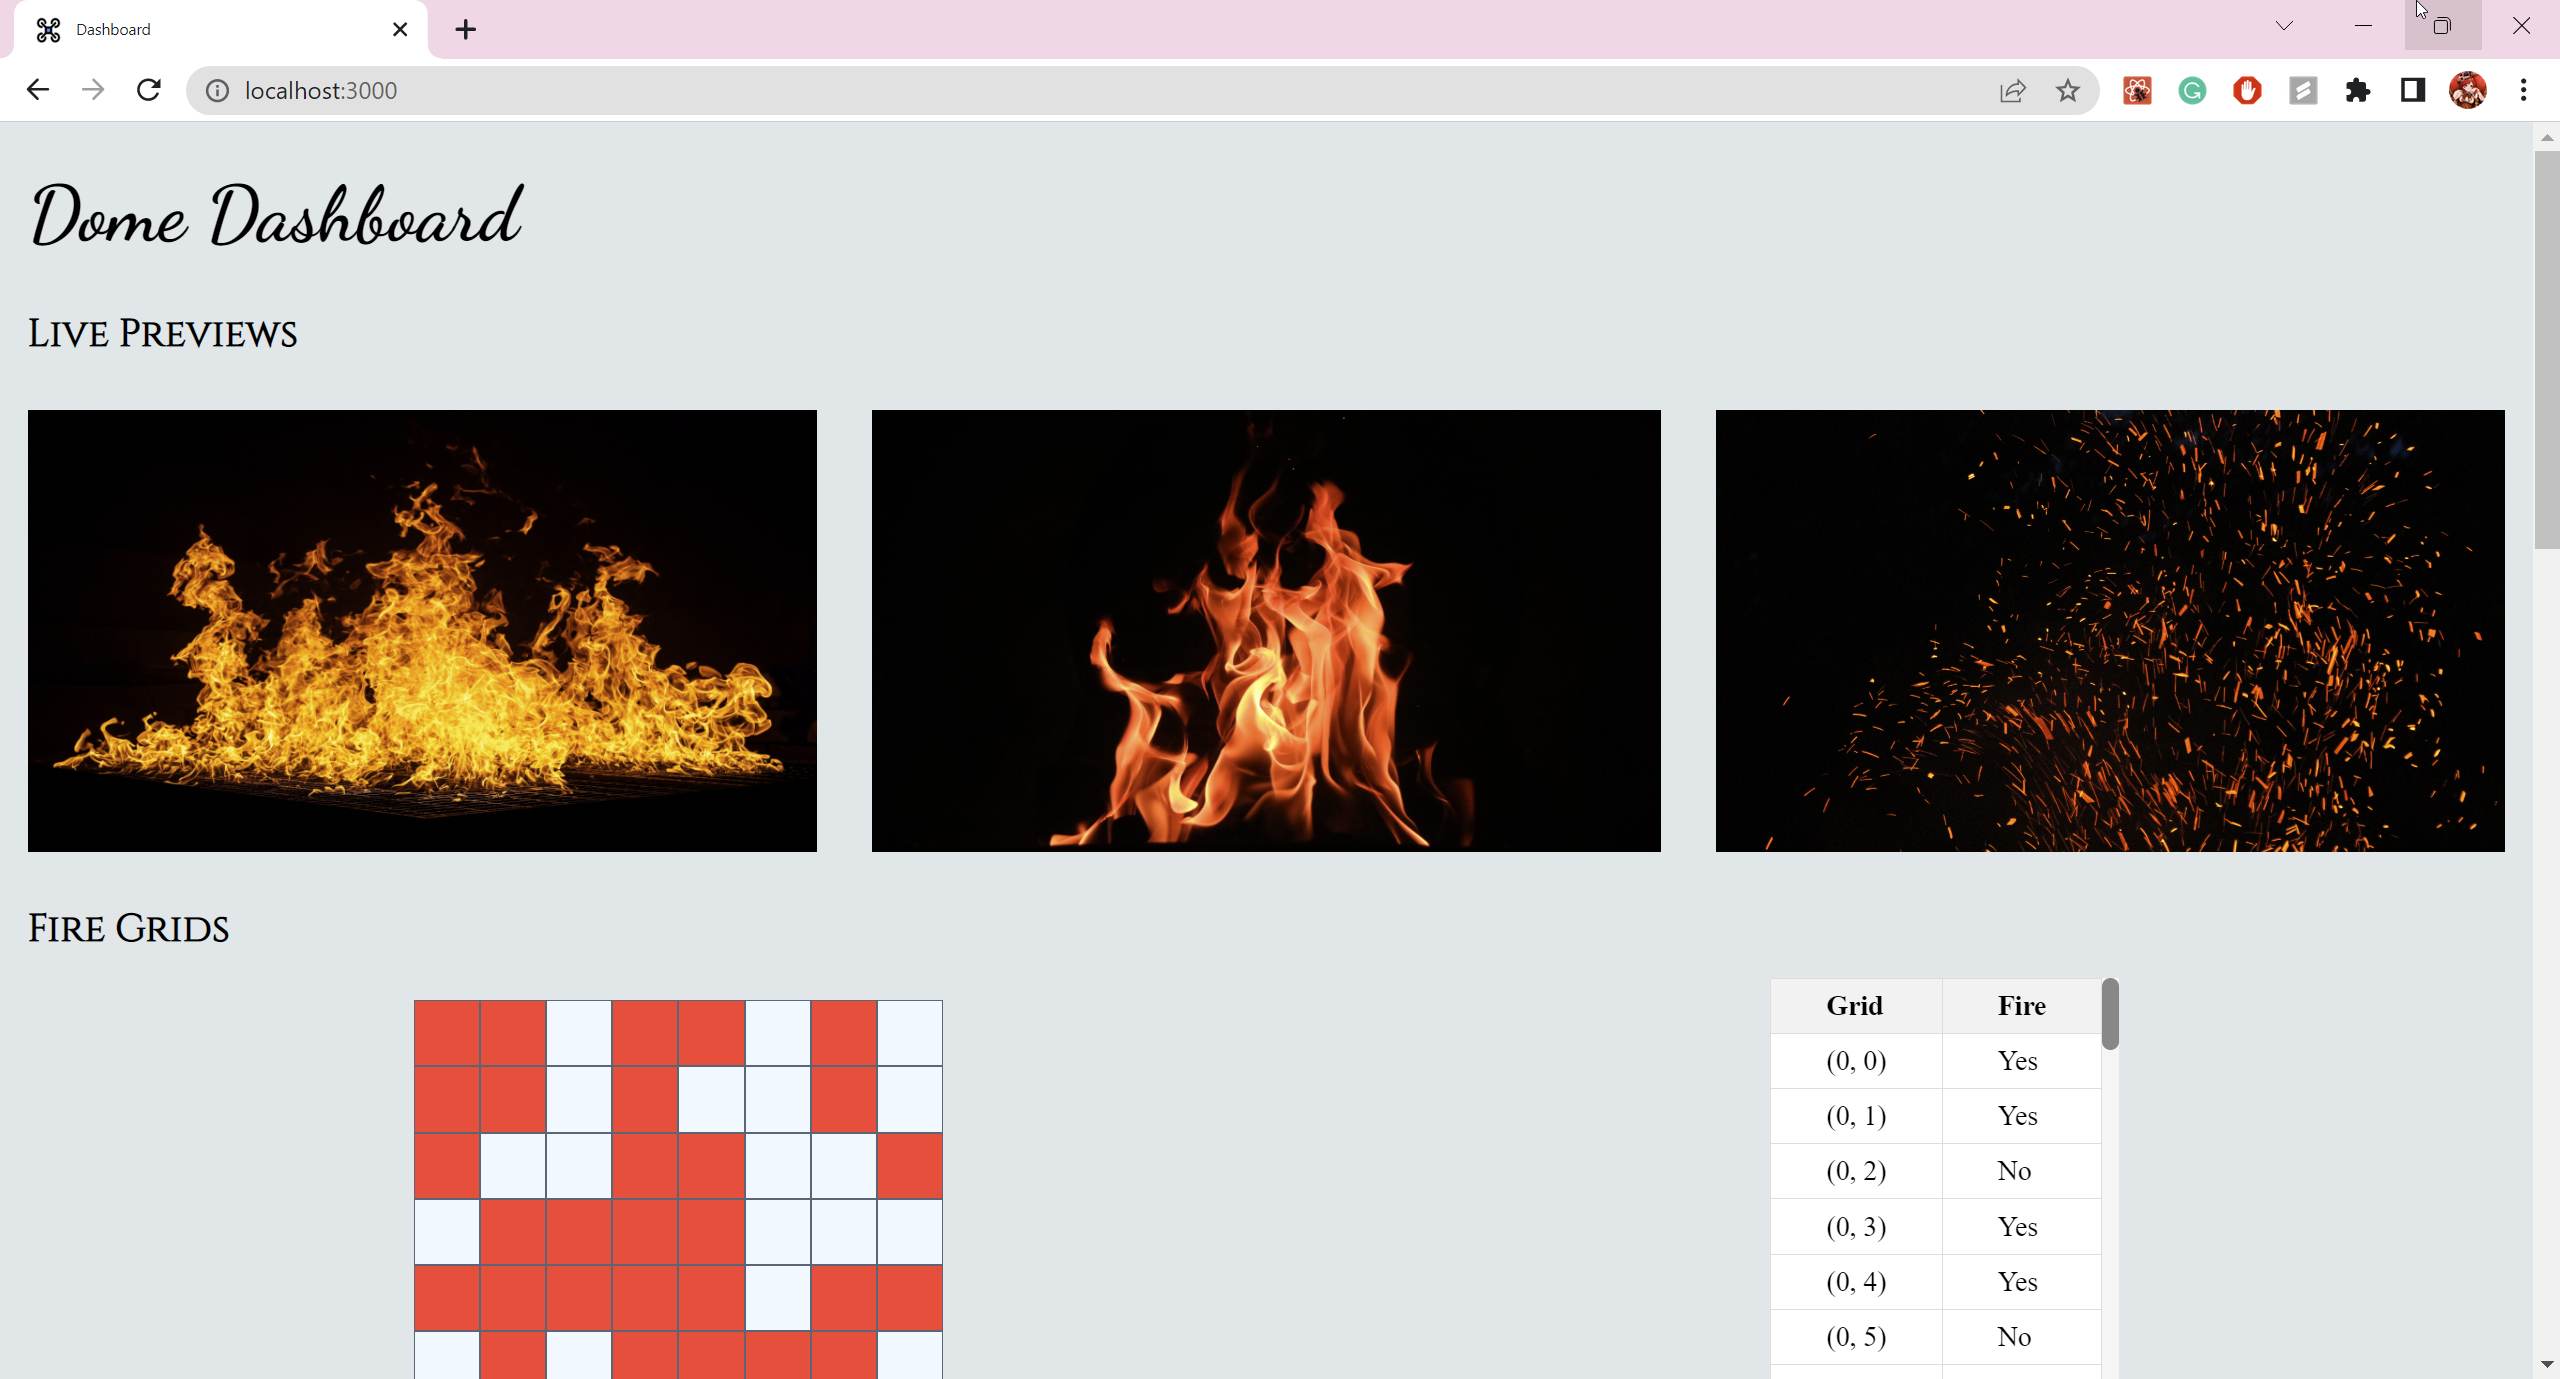 Dashboard
localhost:3000
Dome Dashboard
Live Previews
Fire Grids
Grid Fire
(0, 0) Yes
(0, 1) Yes
(0, 2) No
(0, 3) Yes
(0, 4) Yes
(0, 5) No